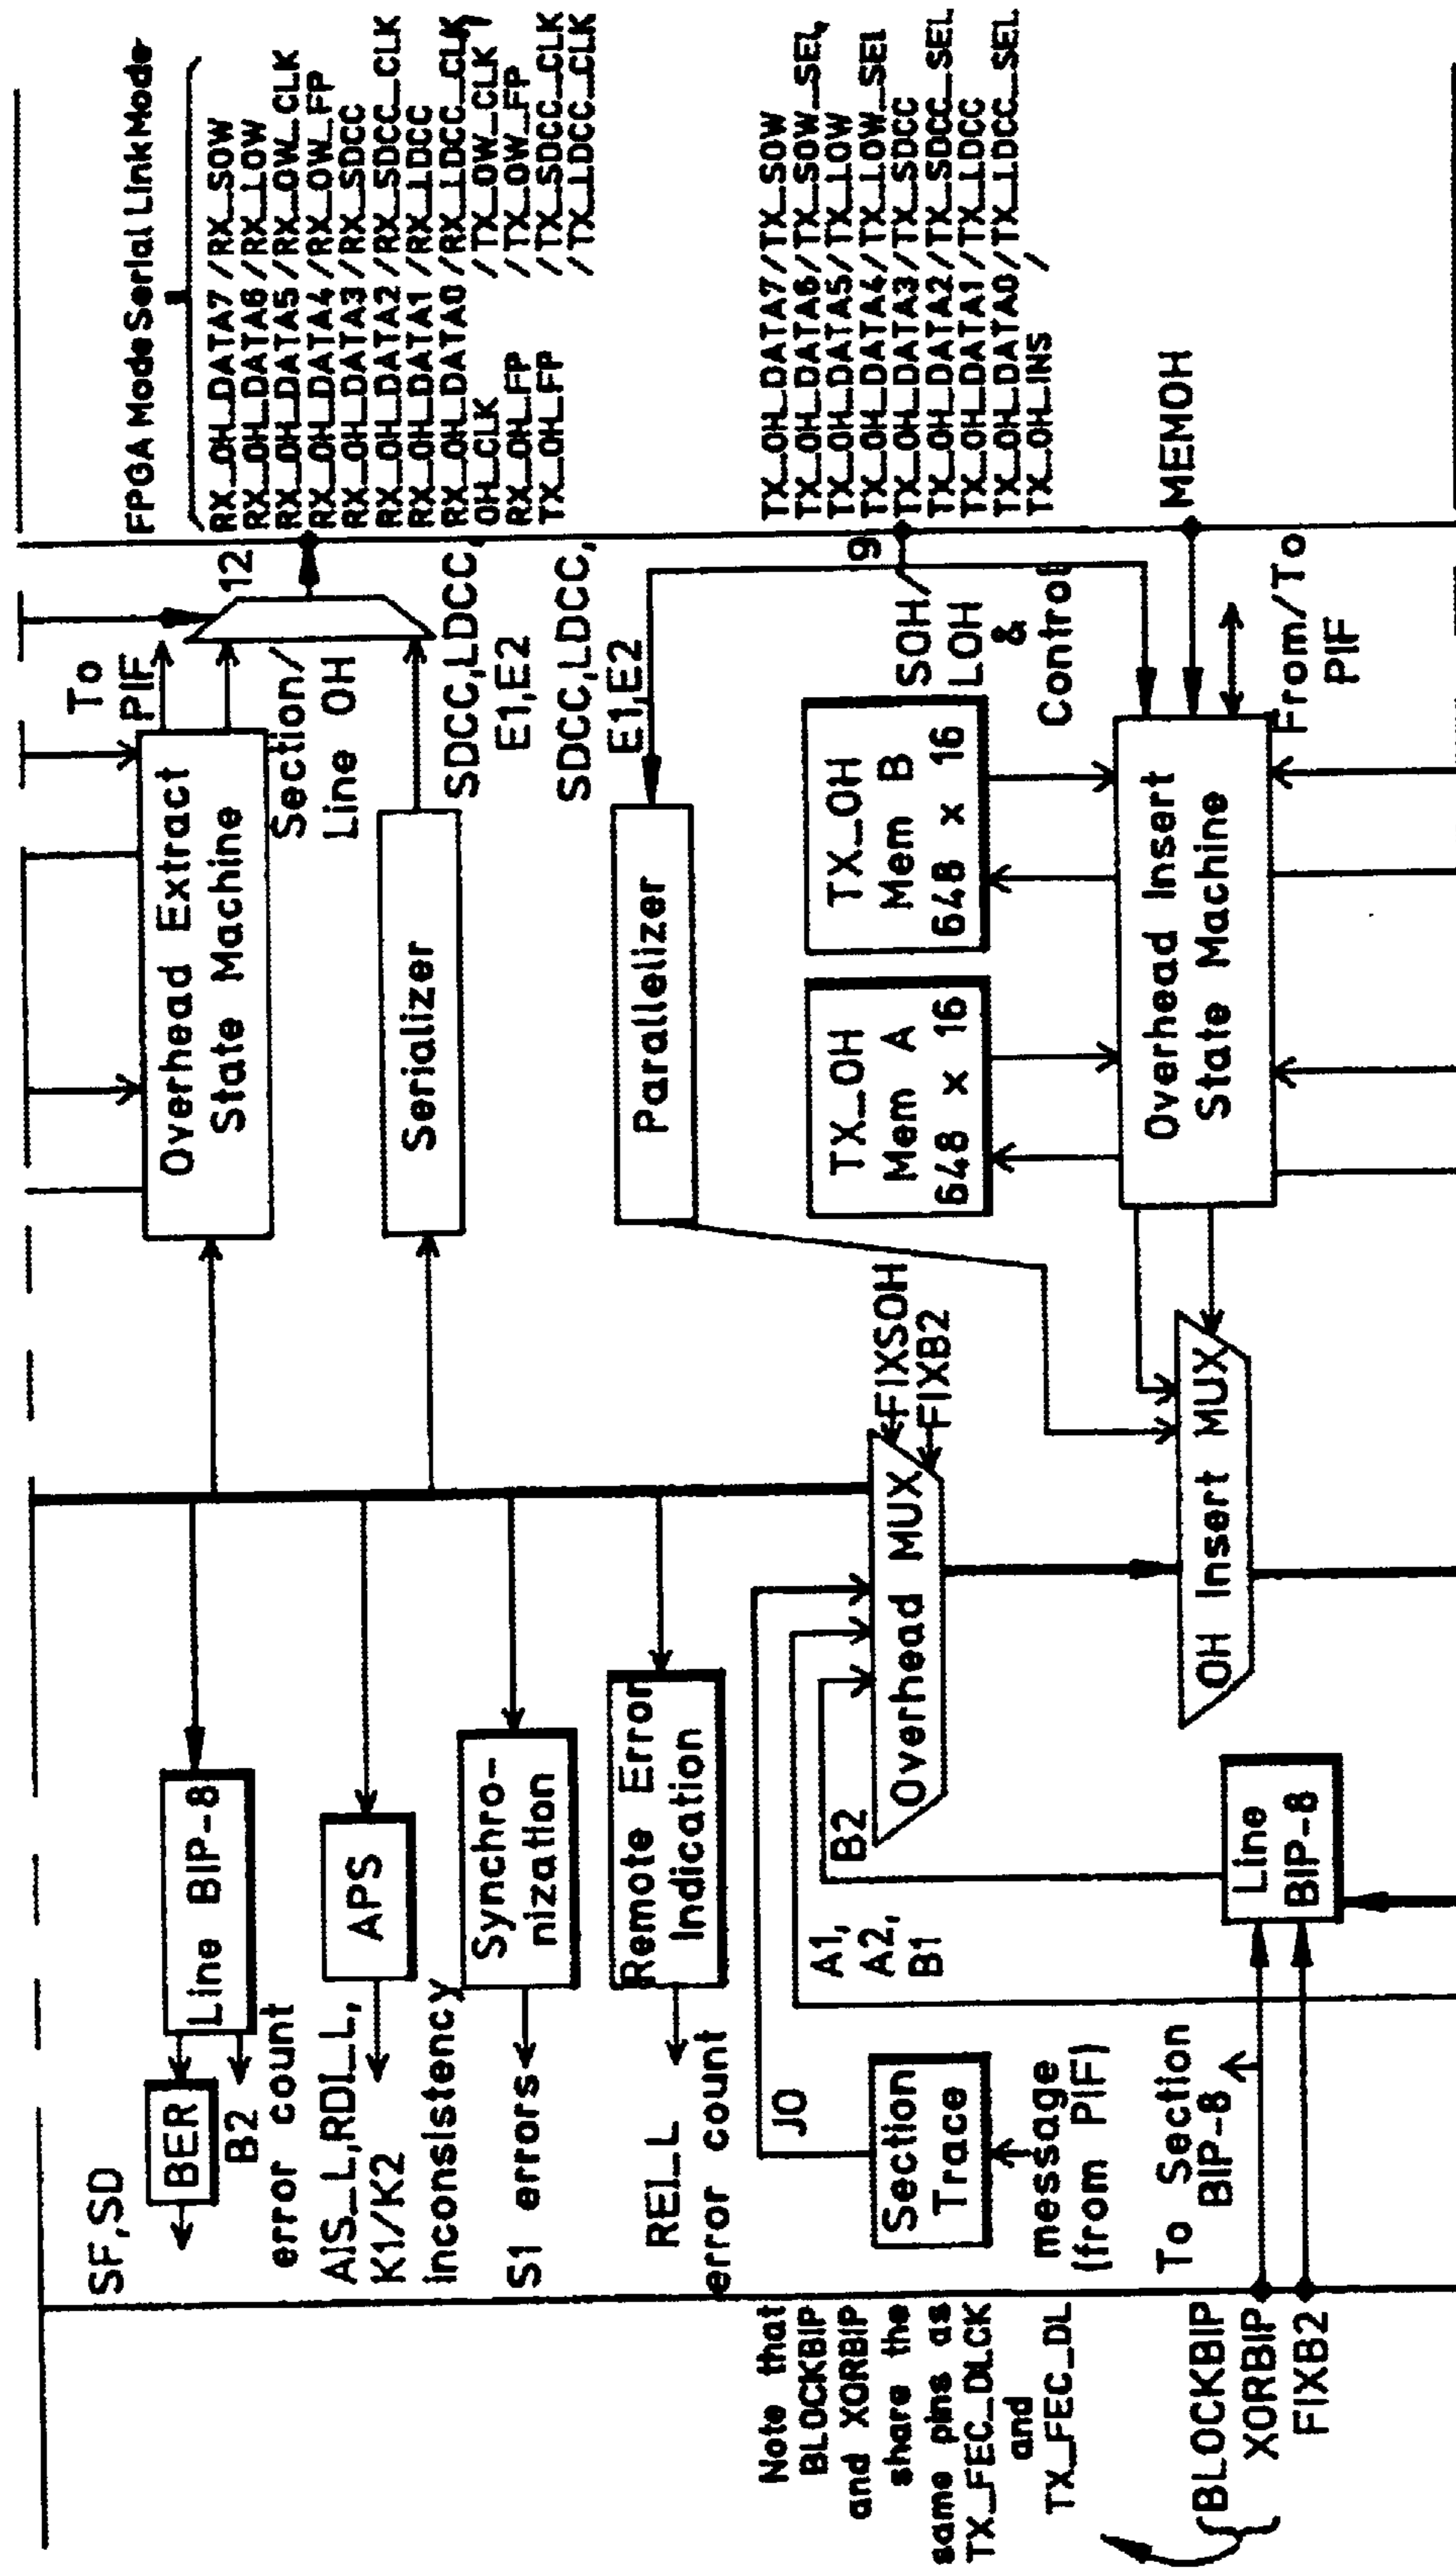 FPGA Mode Serial Link Mode
RX_OH_DATA7/RX_SOW
RX_OH_DATA6/RX_LOW
RX_OH_DATA5/RX_OW_CLK
RX_OH_DATA4/RX_OW_FP
RX_OH_DATA3/RX_SDCC
RX_OH_DATA2/RX_SDCC_CLK
RX_OH_DATA1/RX_LDCC
RX_OH_DATA0/RX_LDCC_CLK
OH_CLK /TX_OW_CLK
RX_OH_FP /TX_OW_FP
TX_OH_FP /TX_SDCC_CLK
/TX_LDCC_CLK
TX_OH_DATA7/TX_SOW
TX_OH_DATA6/TX_SOW_SEL
TX_OH_DATA5/TX_LOW
TX_OH_DATA4/TX_LOW_SEL
TX_OH_DATA3/TX_SDCC
TX_OH_DATA2/TX_SDCC_SEL
TX_OH_DATA1/TX_LDCC
TX_OH_DATA0/TX_LDCC_SEL
TX_OH_INS /
MEMOH
To
PIF
12
Overhead Extract
State Machine
Section/
Line OH
Serializer
SDCC,LDCC,
E1,E2
SDCC,LDCC,
E1,E2
Parallelizer
9
SOH/
LOH
&
Control
TX_OH
Mem B
648 x 16
TX_OH
Mem A
648 x 16
Overhead Insert
State Machine
From/To
PIF
FIXSOH
FIXB2
Overhead MUX
OH Insert MUX
SF,SD
BER
Line BIP-8
B2
error count
AIS_L,RDI_L,
K1/K2
inconsistency
APS
Synchro-
nization
S1 errors
Remote Error
Indication
REI_L
error count
J0
B2
A1,
A2,
B1
Section
Trace
message
(from PIF)
Line
BIP-8
To Section
BIP-8
Note that
BLOCKBIP
and XORBIP
share the
same pins as
TX_FEC_DLCK
and
TX_FEC_DL
BLOCKBIP
XORBIP
FIXB2